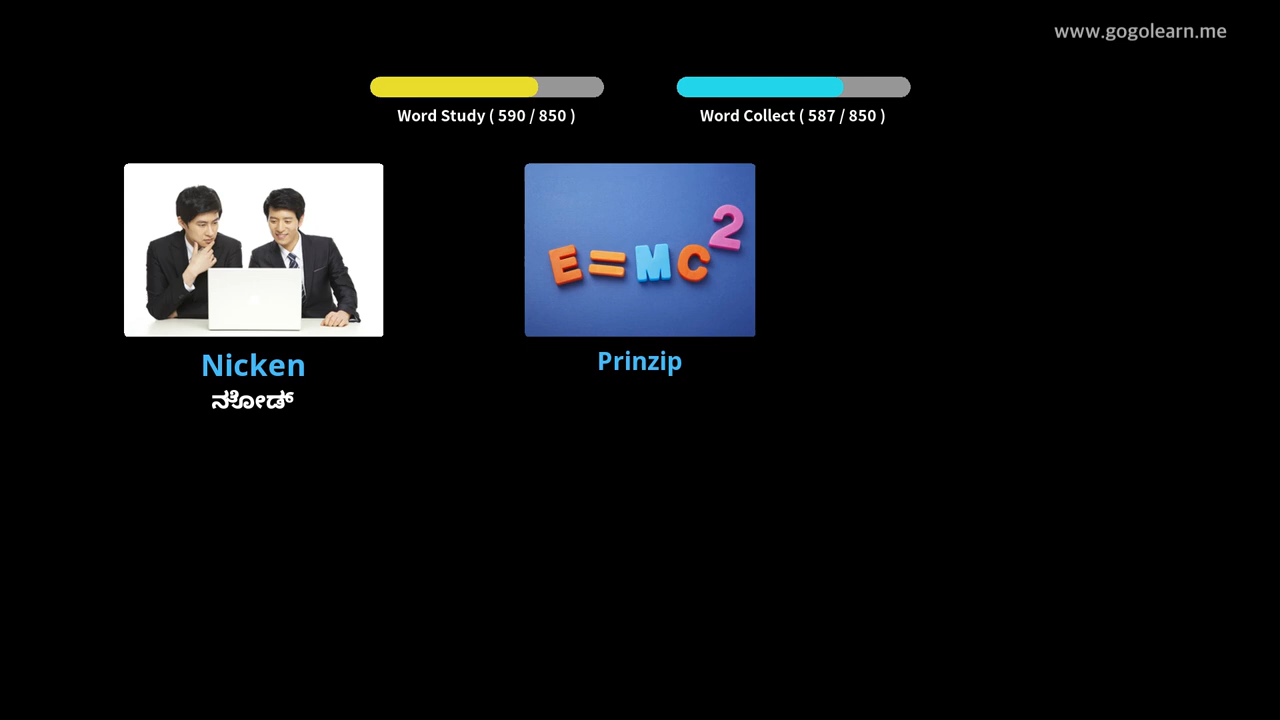 www.gogolearn.me
Word Study ( 590 / 850 )
Word Collect ( 587 / 850 )
E=MC2
Nicken
Prinzip
ನೋಡ್